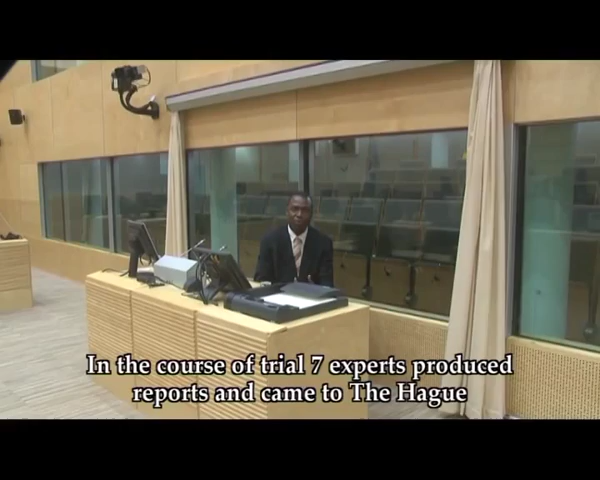 In the course of trial 7 experts produced
reports and came to The Hague